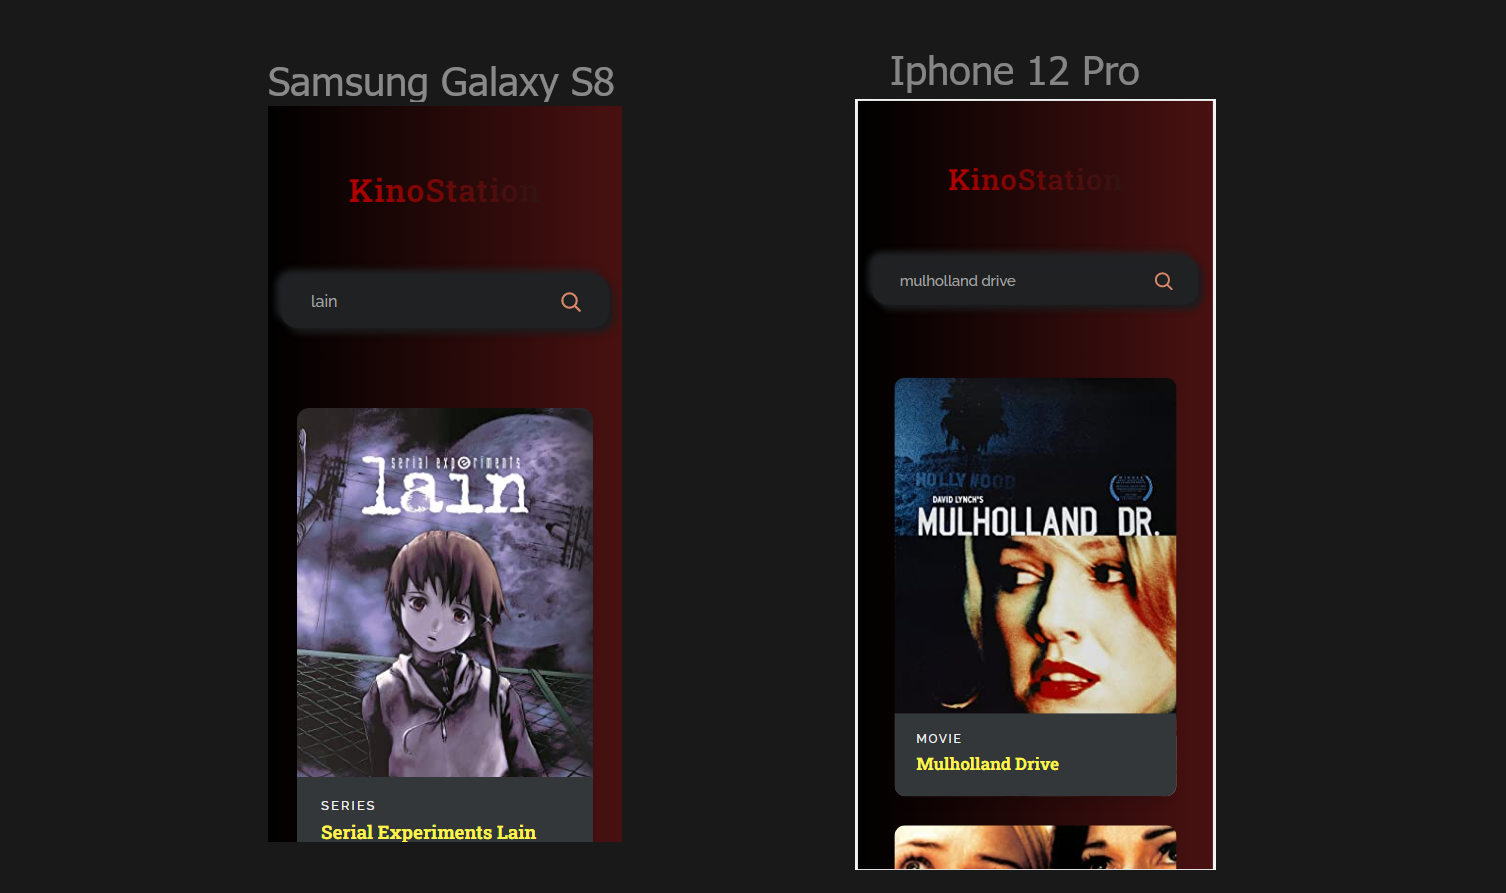 Samsung Galaxy S8
KinoStation
lain
serial experiments
lain
SERIES
Serial Experiments Lain
Iphone 12 Pro
KinoStation
mulholland drive
HOLLYWOOD
DAVID LYNCH'S
MULHOLLAND DR.
MOVIE
Mulholland Drive